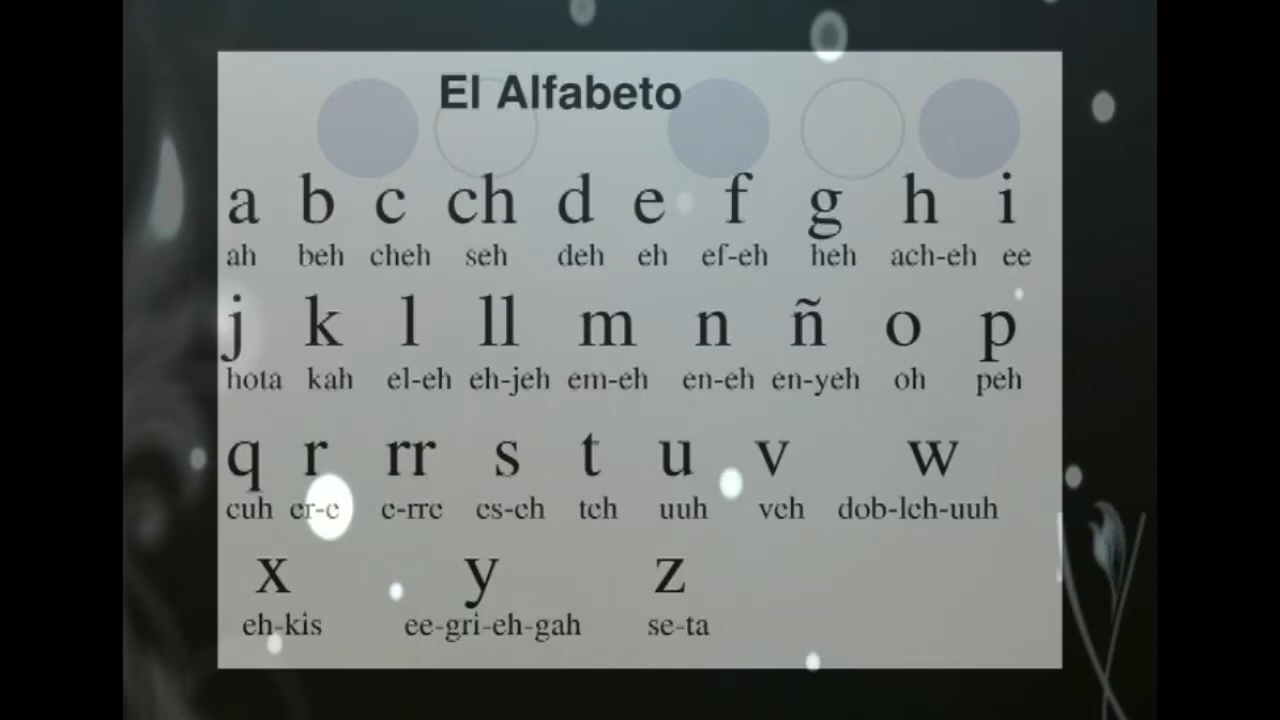 El Alfabeto
a b c ch d e f g h i
ah beh cheh seh deh eh ef-eh heh ach-eh ee
j k l ll m n ñ o p
hota kah el-eh eh-jeh em-eh en-eh en-yeh oh peh
q r rr s t u v w
cuh er-e e-rre es-eh teh uuh veh dob-leh-uuh
x y z
eh-kis ee-gri-eh-gah se-ta